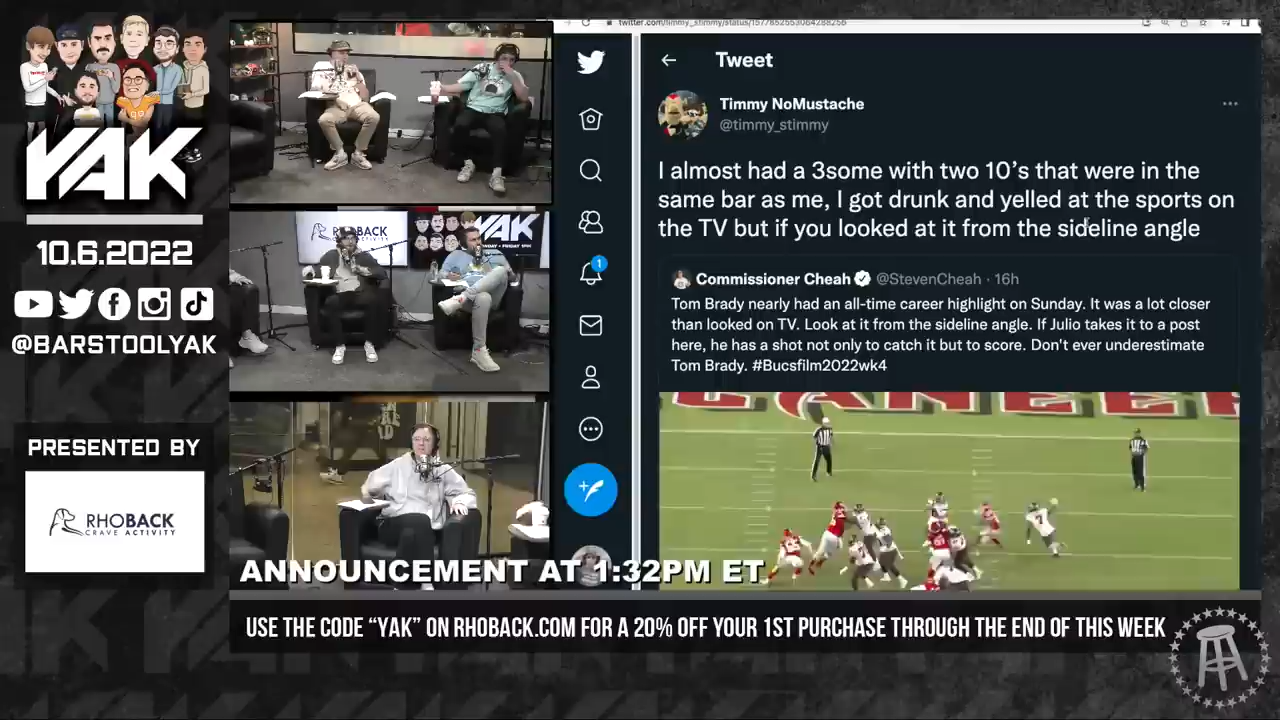 YAK
10.6.2022
@BARSTOOLYAK
PRESENTED BY
RHOBACK
CRAVE ACTIVITY
RHOBACK
YAK
twitter.com/timmy_stimmy/status/1577852553064288256
1
Tweet
Timmy NoMustache
@timmy_stimmy
I almost had a 3some with two 10's that were in the
same bar as me, I got drunk and yelled at the sports on
the TV but if you looked at it from the sideline angle
Commissioner Cheah @StevenCheah · 16h
Tom Brady nearly had an all-time career highlight on Sunday. It was a lot closer
than looked on TV. Look at it from the sideline angle. If Julio takes it to a post
here, he has a shot not only to catch it but to score. Don't ever underestimate
Tom Brady. #Bucsfilm2022wk4
ANNOUNCEMENT AT 1:32PM ET
USE THE CODE “YAK” ON RHOBACK.COM FOR A 20% OFF YOUR 1ST PURCHASE THROUGH THE END OF THIS WEEK